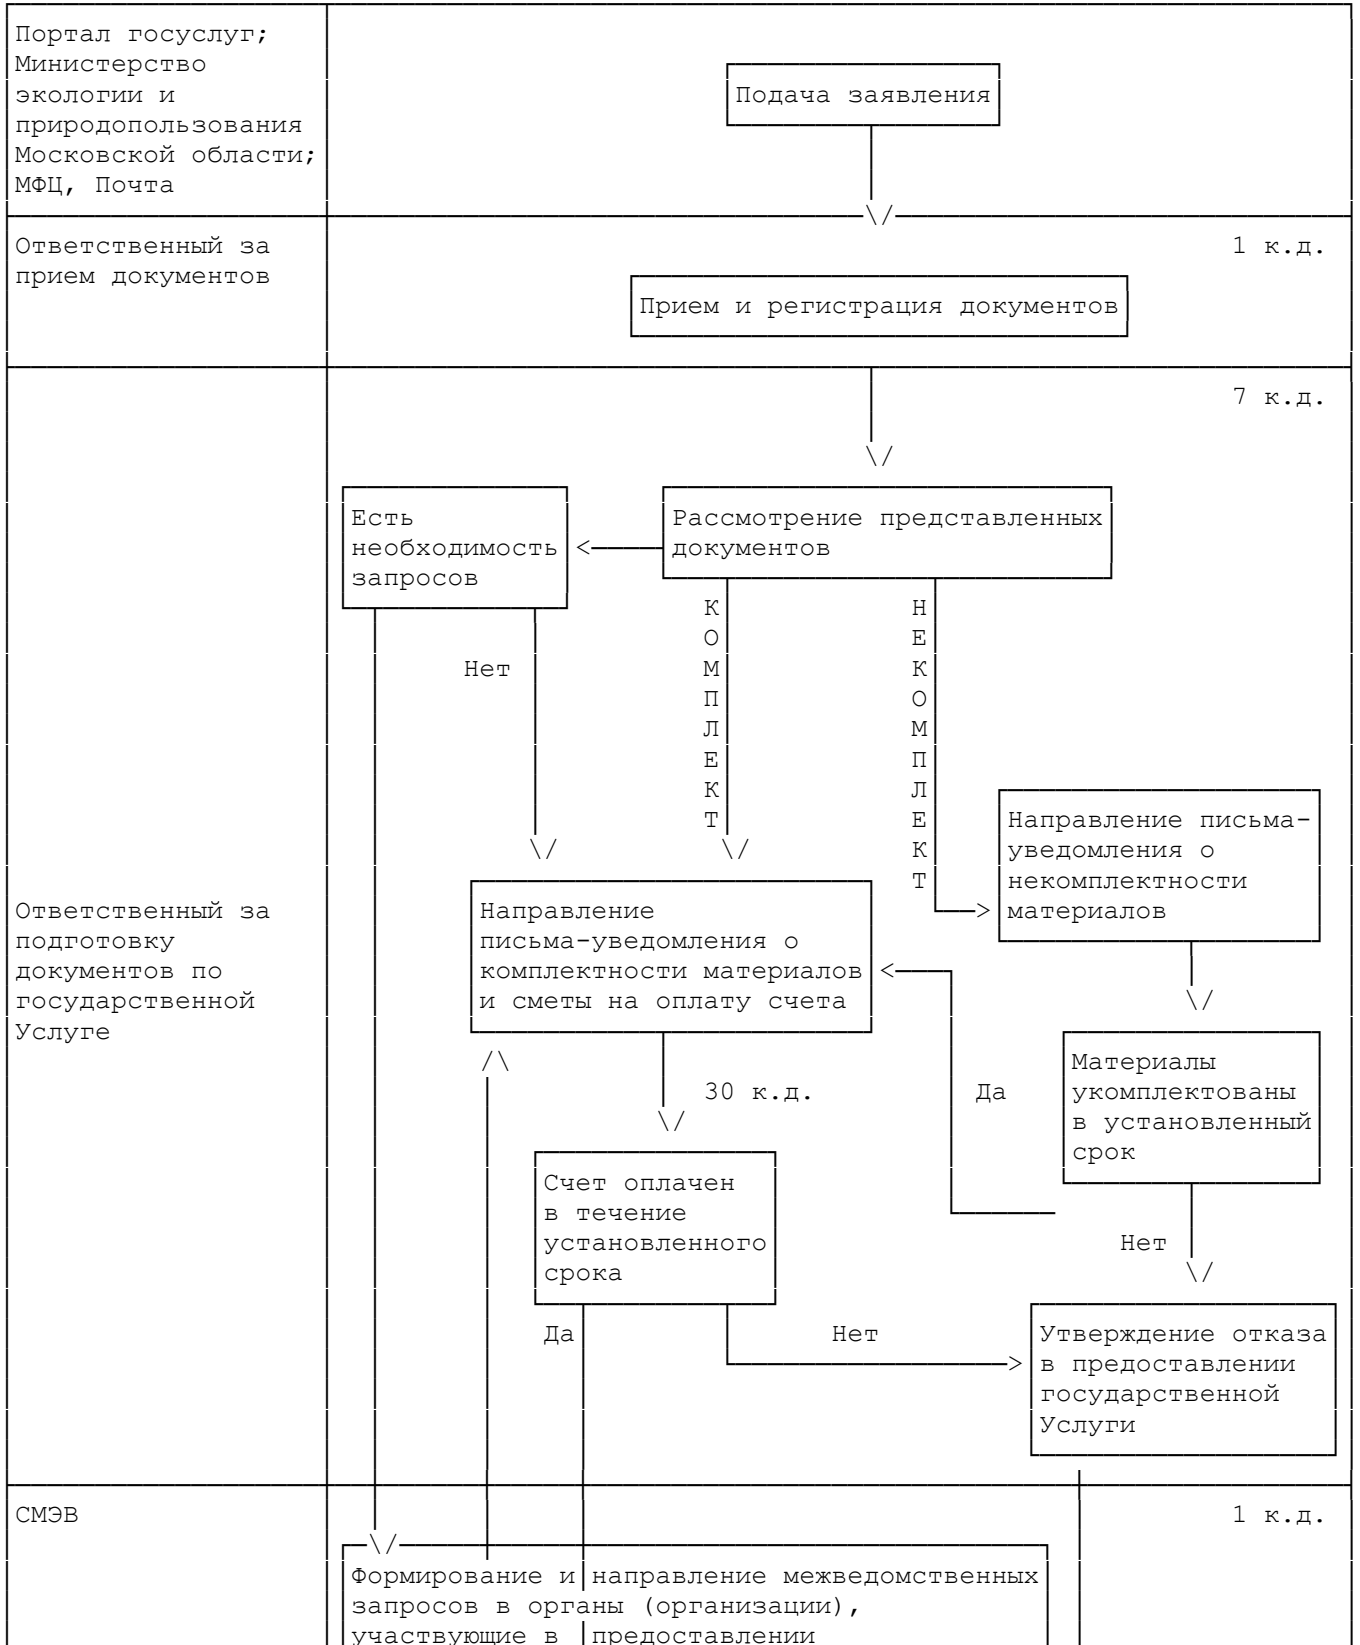 Портал госуслуг;
Министерство
экологии и
природопользования
Московской области;
МФЦ, Почта
Подача заявления
Ответственный за
прием документов
1 к.д.
Прием и регистрация документов
7 к.д.
Есть
необходимость
запросов
Рассмотрение представленных
документов
Нет
КОМПЛЕКТ
НЕКОМПЛЕКТ
Направление письма-
уведомления о
некомплектности
материалов
Ответственный за
подготовку
документов по
государственной
Услуге
Направление
письма-уведомления о
комплектности материалов
и сметы на оплату счета
30 к.д.
Да
Материалы
укомплектованы
в установленный
срок
Счет оплачен
в течение
установленного
срока
Нет
Да
Нет
Утверждение отказа
в предоставлении
государственной
Услуги
СМЭВ
1 к.д.
Формирование и направление межведомственных
запросов в органы (организации),
участвующие в предоставлении